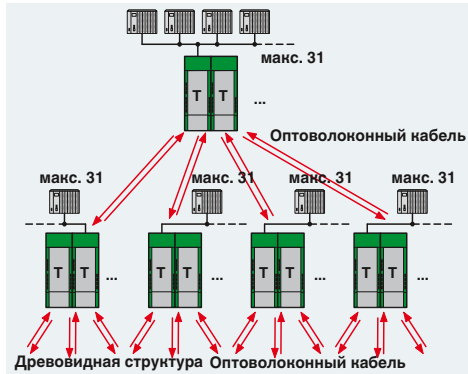 макс. 31
T T ...
Оптоволоконный кабель
макс. 31 макс. 31 макс. 31 макс. 31
T T ... T T ... T T ... T T ...
Древовидная структура Оптоволоконный кабель